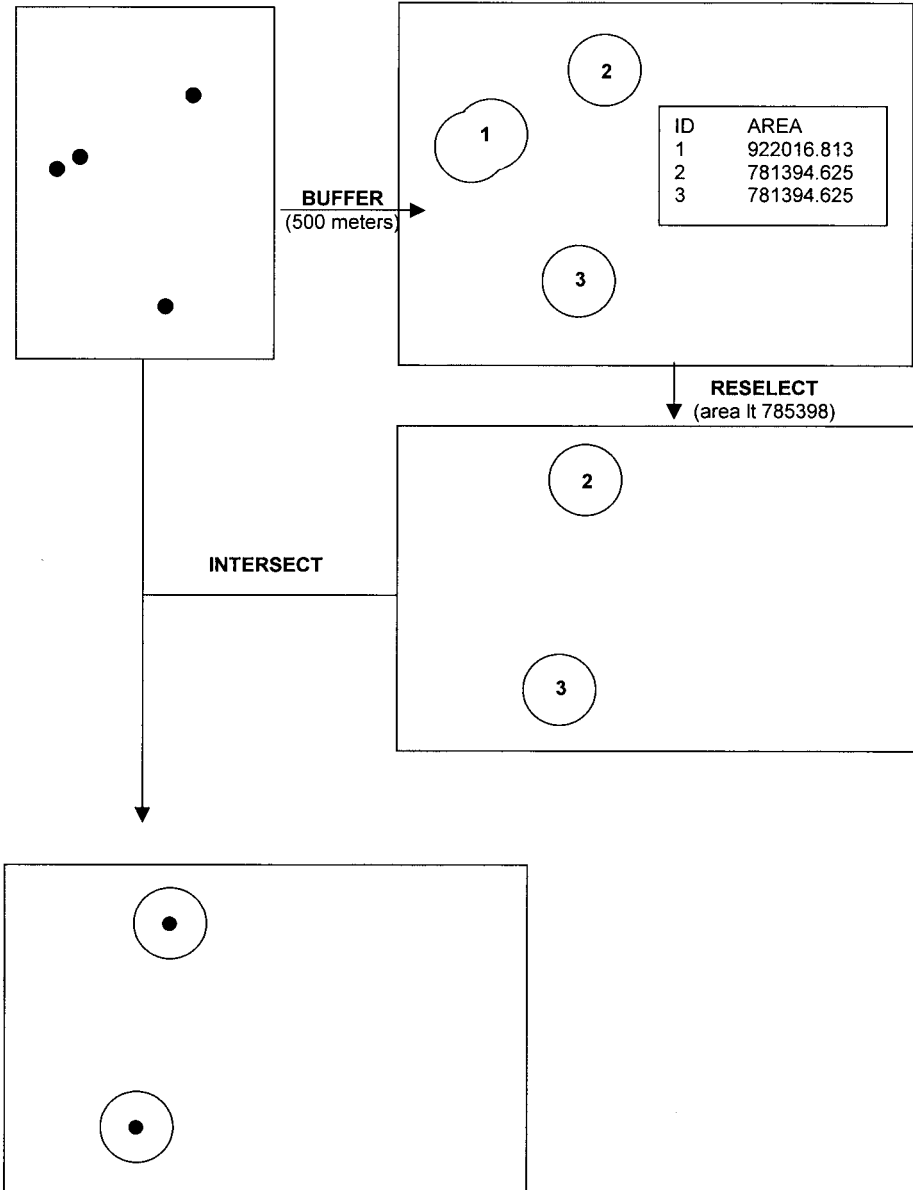 2
1
ID AREA
1 922016.813
2 781394.625
3 781394.625
BUFFER
(500 meters)
3
RESELECT
(area lt 785398)
2
INTERSECT
3